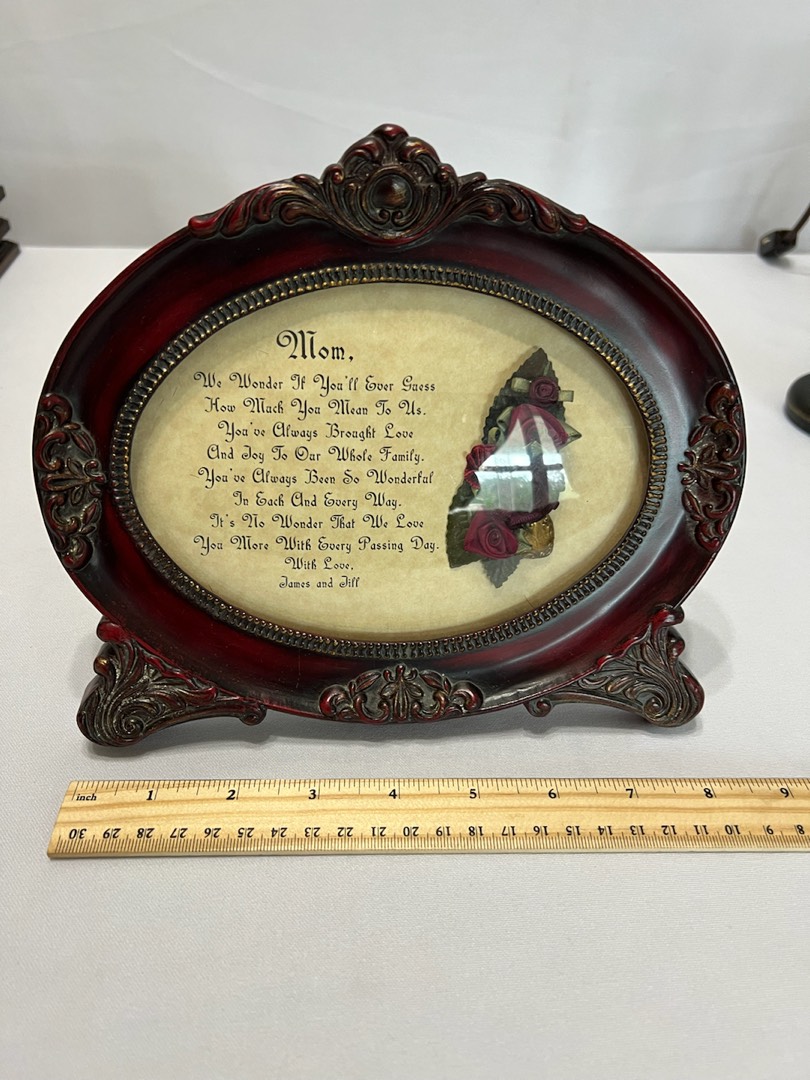 Mom,
We Wonder If You'll Ever Guess
How Much You Mean To Us.
You've Always Brought Love
And Joy To Our Whole Family.
You've Always Been So Wonderful
In Each And Every Way.
It's No Wonder That We Love
You More With Every Passing Day.
With Love,
James and Jill
inch 1 2 3 4 5 6 7 8 9
30 29 28 27 26 25 24 23 22 21 20 19 18 17 16 15 14 13 12 11 10 9 8